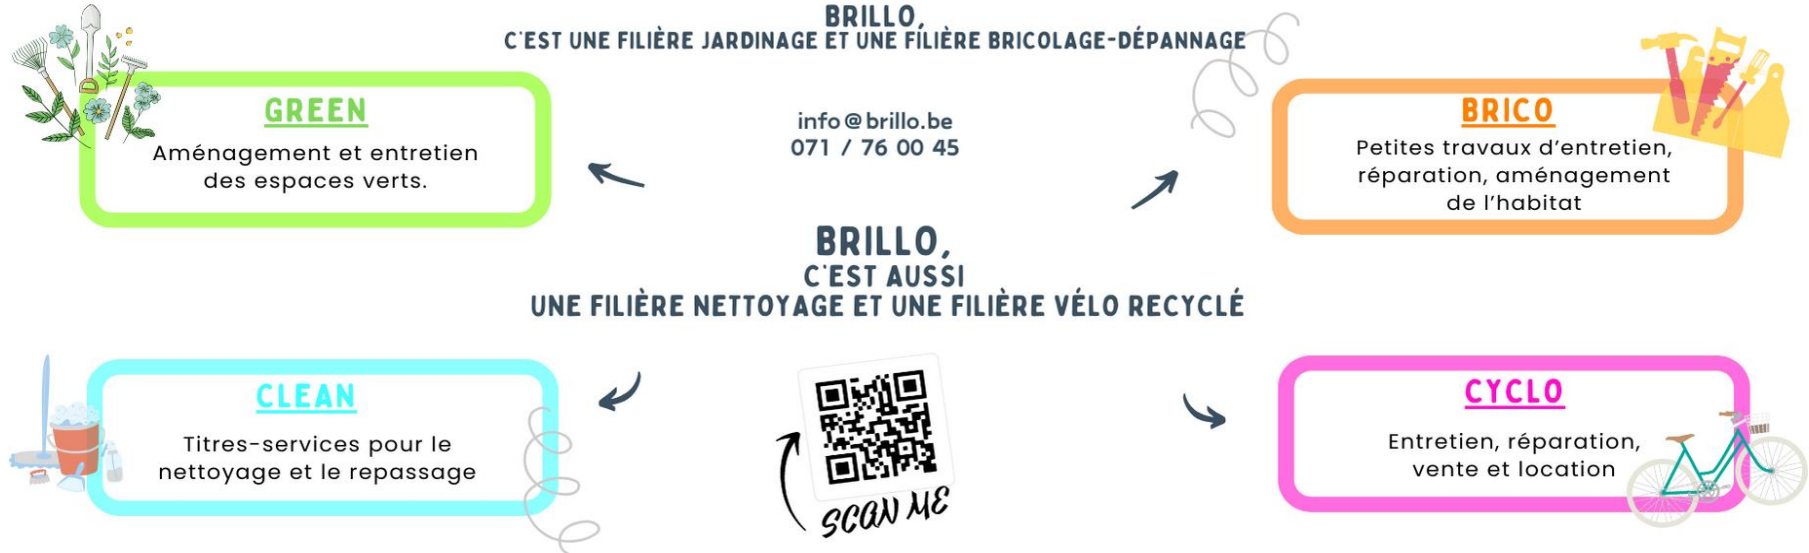 BRILLO,
C'EST UNE FILIÈRE JARDINAGE ET UNE FILIÈRE BRICOLAGE-DÉPANNAGE
GREEN
Aménagement et entretien
des espaces verts.
info@brillo.be
071 / 76 00 45
BRICO
Petites travaux d'entretien,
réparation, aménagement
de l'habitat
BRILLO,
C'EST AUSSI
UNE FILIÈRE NETTOYAGE ET UNE FILIÈRE VÉLO RECYCLÉ
CLEAN
Titres-services pour le
nettoyage et le repassage
SCAN ME
CYCLO
Entretien, réparation,
vente et location